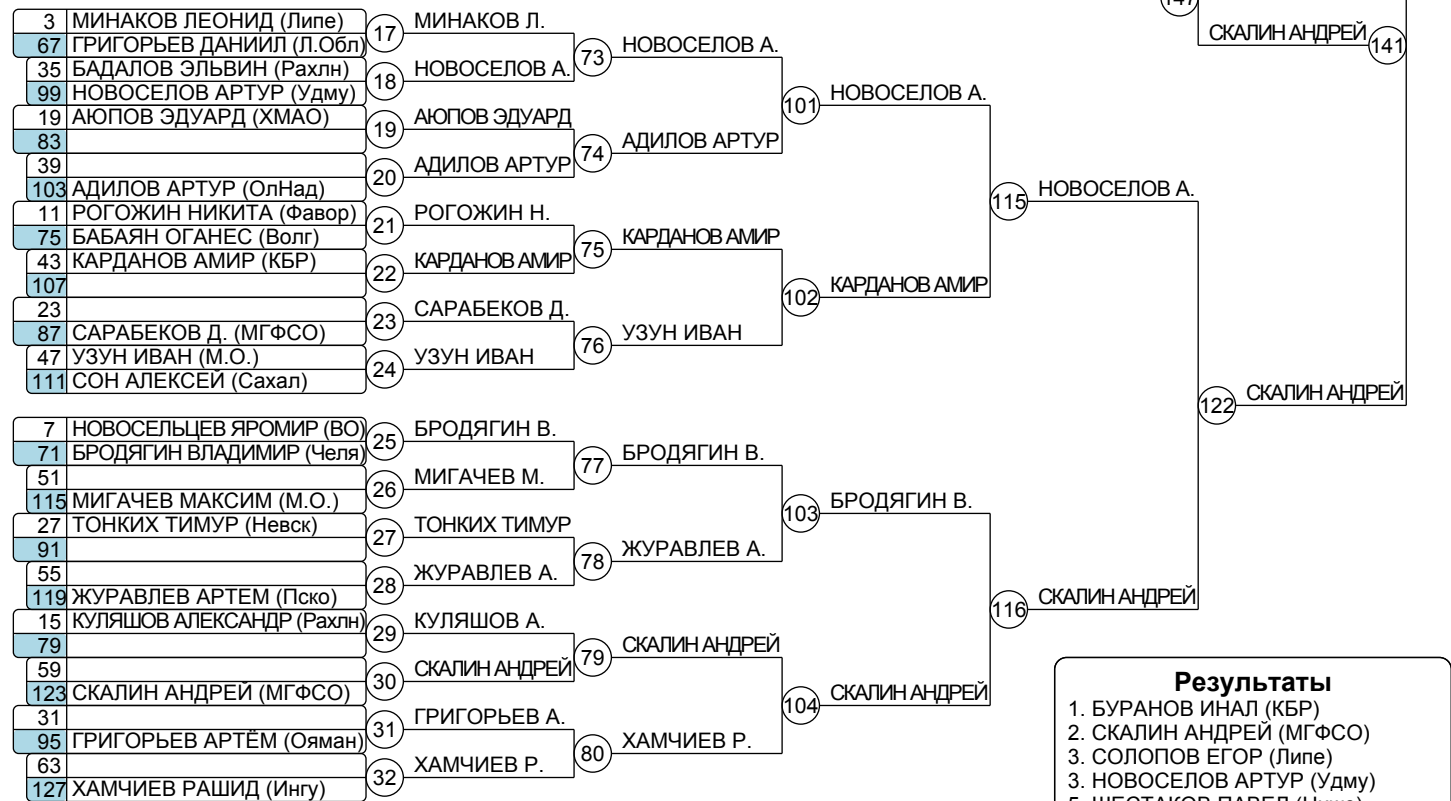 147
СКАЛИН АНДРЕЙ 141
3 МИНАКОВ ЛЕОНИД (Липе)
67 ГРИГОРЬЕВ ДАНИИЛ (Л.Обл)
17 МИНАКОВ Л.
35 БАДАЛОВ ЭЛЬВИН (Рахлн)
99 НОВОСЕЛОВ АРТУР (Удму)
18 НОВОСЕЛОВ А.
73 НОВОСЕЛОВ А.
19 АЮПОВ ЭДУАРД (ХМАО)
83
19 АЮПОВ ЭДУАРД
39
103 АДИЛОВ АРТУР (ОлНад)
20 АДИЛОВ АРТУР
74 АДИЛОВ АРТУР
101 НОВОСЕЛОВ А.
11 РОГОЖИН НИКИТА (Фавор)
75 БАБАЯН ОГАНЕС (Волг)
21 РОГОЖИН Н.
43 КАРДАНОВ АМИР (КБР)
107
22 КАРДАНОВ АМИР
75 КАРДАНОВ АМИР
23
87 САРАБЕКОВ Д. (МГФСО)
23 САРАБЕКОВ Д.
47 УЗУН ИВАН (М.О.)
111 СОН АЛЕКСЕЙ (Сахал)
24 УЗУН ИВАН
76 УЗУН ИВАН
102 КАРДАНОВ АМИР
115 НОВОСЕЛОВ А.
7 НОВОСЕЛЬЦЕВ ЯРОМИР (ВО)
71 БРОДЯГИН ВЛАДИМИР (Челя)
25 БРОДЯГИН В.
51
115 МИГАЧЕВ МАКСИМ (М.О.)
26 МИГАЧЕВ М.
77 БРОДЯГИН В.
27 ТОНКИХ ТИМУР (Невск)
91
27 ТОНКИХ ТИМУР
55
119 ЖУРАВЛЕВ АРТЕМ (Пско)
28 ЖУРАВЛЕВ А.
78 ЖУРАВЛЕВ А.
103 БРОДЯГИН В.
15 КУЛЯШОВ АЛЕКСАНДР (Рахлн)
79
29 КУЛЯШОВ А.
59
123 СКАЛИН АНДРЕЙ (МГФСО)
30 СКАЛИН АНДРЕЙ
79 СКАЛИН АНДРЕЙ
31
95 ГРИГОРЬЕВ АРТЁМ (Ояман)
31 ГРИГОРЬЕВ А.
63
127 ХАМЧИЕВ РАШИД (Ингу)
32 ХАМЧИЕВ Р.
80 ХАМЧИЕВ Р.
104 СКАЛИН АНДРЕЙ
116 СКАЛИН АНДРЕЙ
122 СКАЛИН АНДРЕЙ
Результаты
1. БУРАНОВ ИНАЛ (КБР)
2. СКАЛИН АНДРЕЙ (МГФСО)
3. СОЛОПОВ ЕГОР (Липе)
3. НОВОСЕЛОВ АРТУР (Удму)